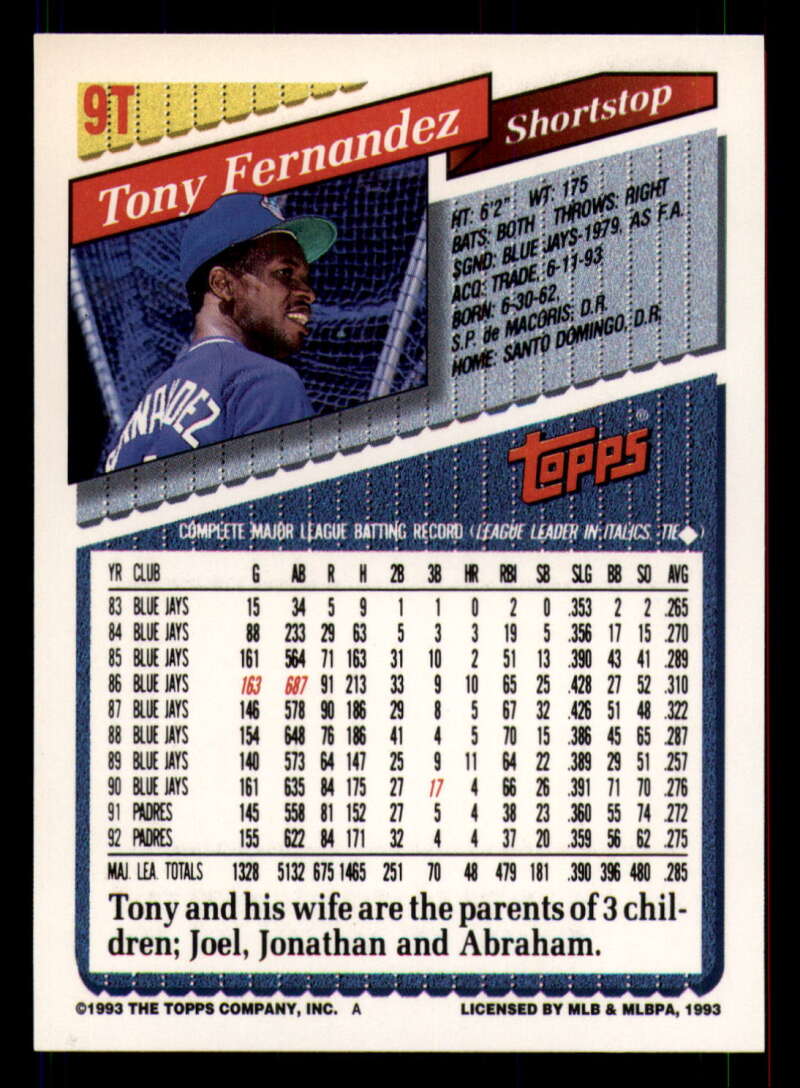 9T
Tony Fernandez
Shortstop
HT: 6'2" WT: 175
BATS: BOTH THROWS: RIGHT
SGND: BLUE JAYS-1979, AS F.A.
ACQ: TRADE, 6-11-93
BORN: 6-30-62,
S.P. de MACORIS, D.R.
HOME: SANTO DOMINGO, D.R.
RNANDEZ
TOPPS®
COMPLETE MAJOR LEAGUE BATTING RECORD (LEAGUE LEADER IN ITALICS, TIE◆)
YR CLUB G AB R H 2B 3B HR RBI SB SLG BB SO AVG
83 BLUE JAYS 15 34 5 9 1 1 0 2 0 .353 2 2 .265
84 BLUE JAYS 88 233 29 63 5 3 3 19 5 .356 17 15 .270
85 BLUE JAYS 161 564 71 163 31 10 2 51 13 .390 43 41 .289
86 BLUE JAYS 163 687 91 213 33 9 10 65 25 .428 27 52 .310
87 BLUE JAYS 146 578 90 186 29 8 5 67 32 .426 51 48 .322
88 BLUE JAYS 154 648 76 186 41 4 5 70 15 .386 45 65 .287
89 BLUE JAYS 140 573 64 147 25 9 11 64 22 .389 29 51 .257
90 BLUE JAYS 161 635 84 175 27 17 4 66 26 .391 71 70 .276
91 PADRES 145 558 81 152 27 5 4 38 23 .360 55 74 .272
92 PADRES 155 622 84 171 32 4 4 37 20 .359 56 62 .275
MAJ. LEA. TOTALS 1328 5132 675 1465 251 70 48 479 181 .390 396 480 .285
Tony and his wife are the parents of 3 chil-
dren; Joel, Jonathan and Abraham.
©1993 THE TOPPS COMPANY, INC. A LICENSED BY MLB & MLBPA, 1993